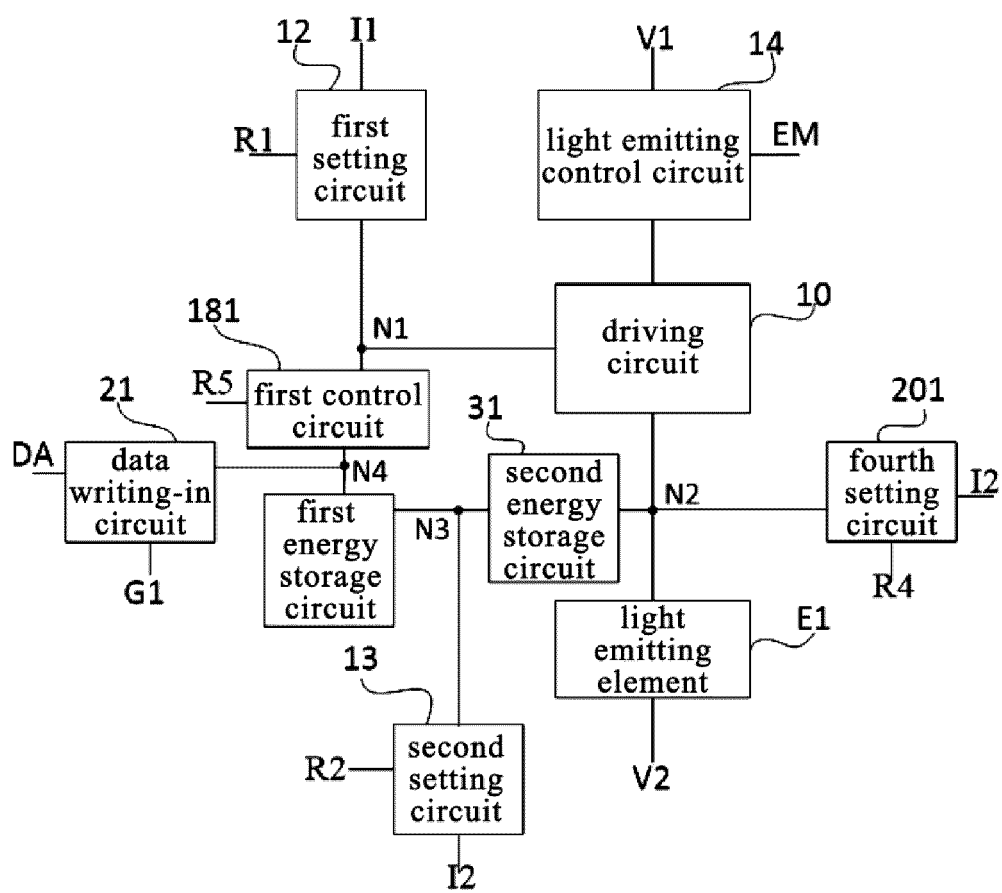 12
I1
V1
14
R1
first
setting
circuit
light emitting
control circuit
EM
181
N1
driving
circuit
10
R5
first control
circuit
21
31
201
DA
data
writing-in
circuit
N4
first
energy
storage
circuit
N3
second
energy
storage
circuit
N2
fourth
setting
circuit
I2
G1
R4
light
emitting
element
E1
13
R2
second
setting
circuit
V2
I2